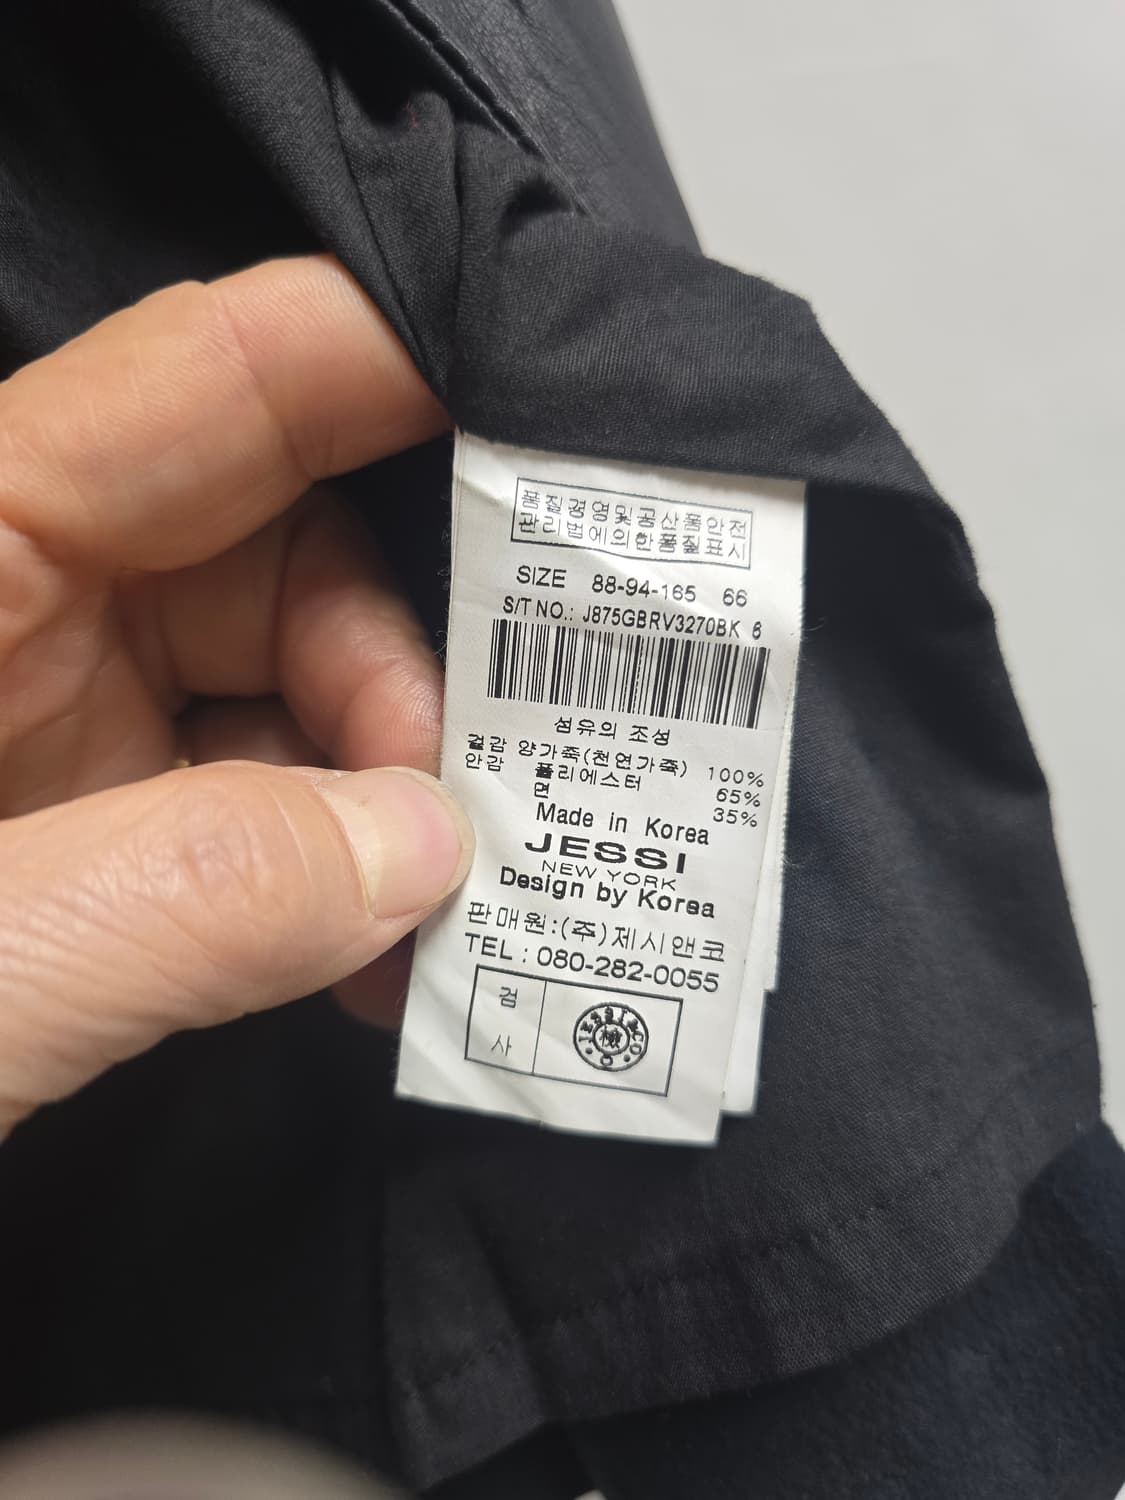 품질경영및공산품안전
관리법에의한품질표시
SIZE 88-94-165 66
S/T NO.: J875GBRV3270BK 6
섬유의 조성
겉감 양가죽(천연가죽) 100%
안감 폴리에스터 65%
면 35%
Made in Korea
JESSI
NEW YORK
Design by Korea
판매원:(주)제시앤코
TEL : 080-282-0055
검
사
檢